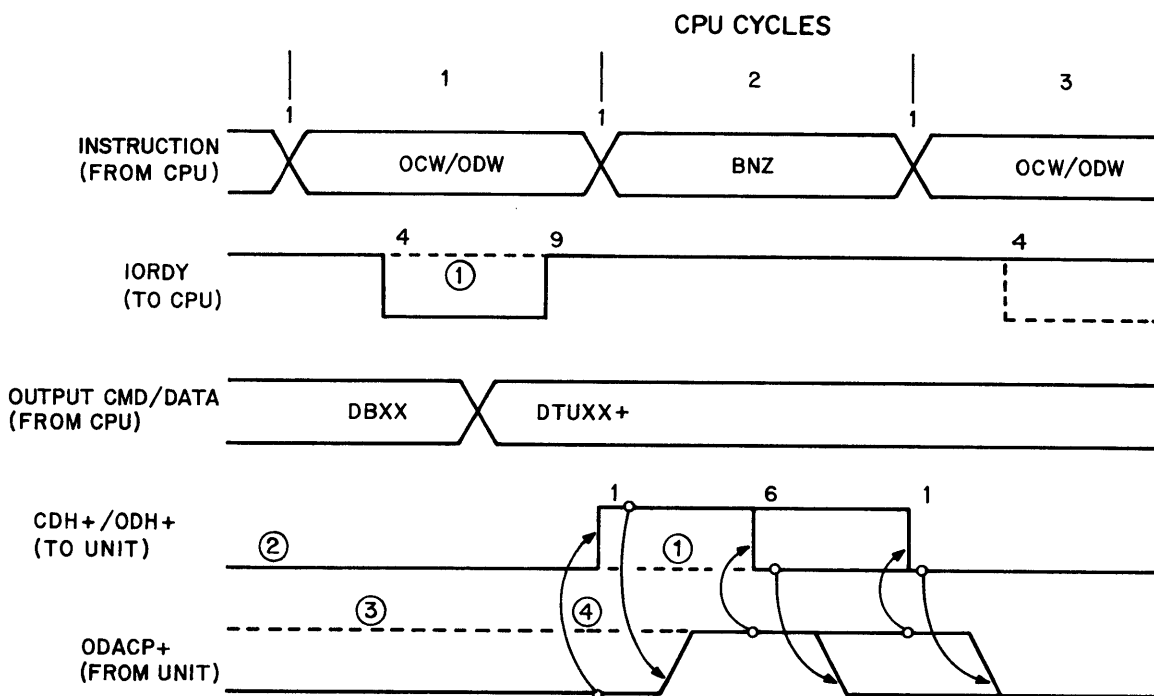 CPU CYCLES
1 2 3
1 1 1
INSTRUCTION
(FROM CPU)
OCW/ODW BNZ OCW/ODW
4 9 4
IORDY
(TO CPU)
①
OUTPUT CMD/DATA
(FROM CPU)
DBXX DTUXX+
1 6 1
CDH+/ODH+
(TO UNIT)
② ①
③ ④
ODACP+
(FROM UNIT)